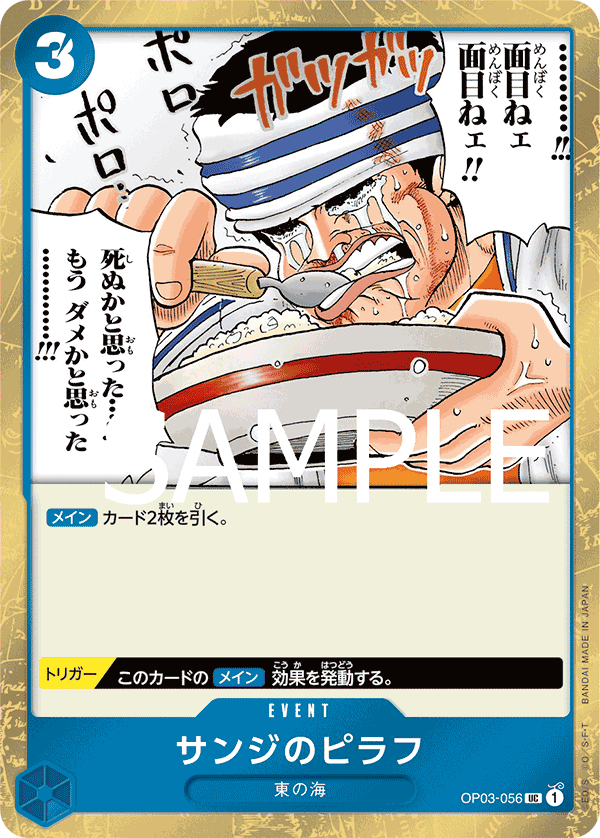 3
…………!!!
面目ねェ
面目ねェ!!
ガツガツ
ポロ
ポロ…
死ぬかと思った…
もうダメかと思った
…………!!!
SAMPLE
メイン カード2枚を引く。
トリガー このカードの メイン 効果を発動する。
EVENT
サンジのピラフ
東の海
OP03-056 UC 1
BANDAI MADE IN JAPAN